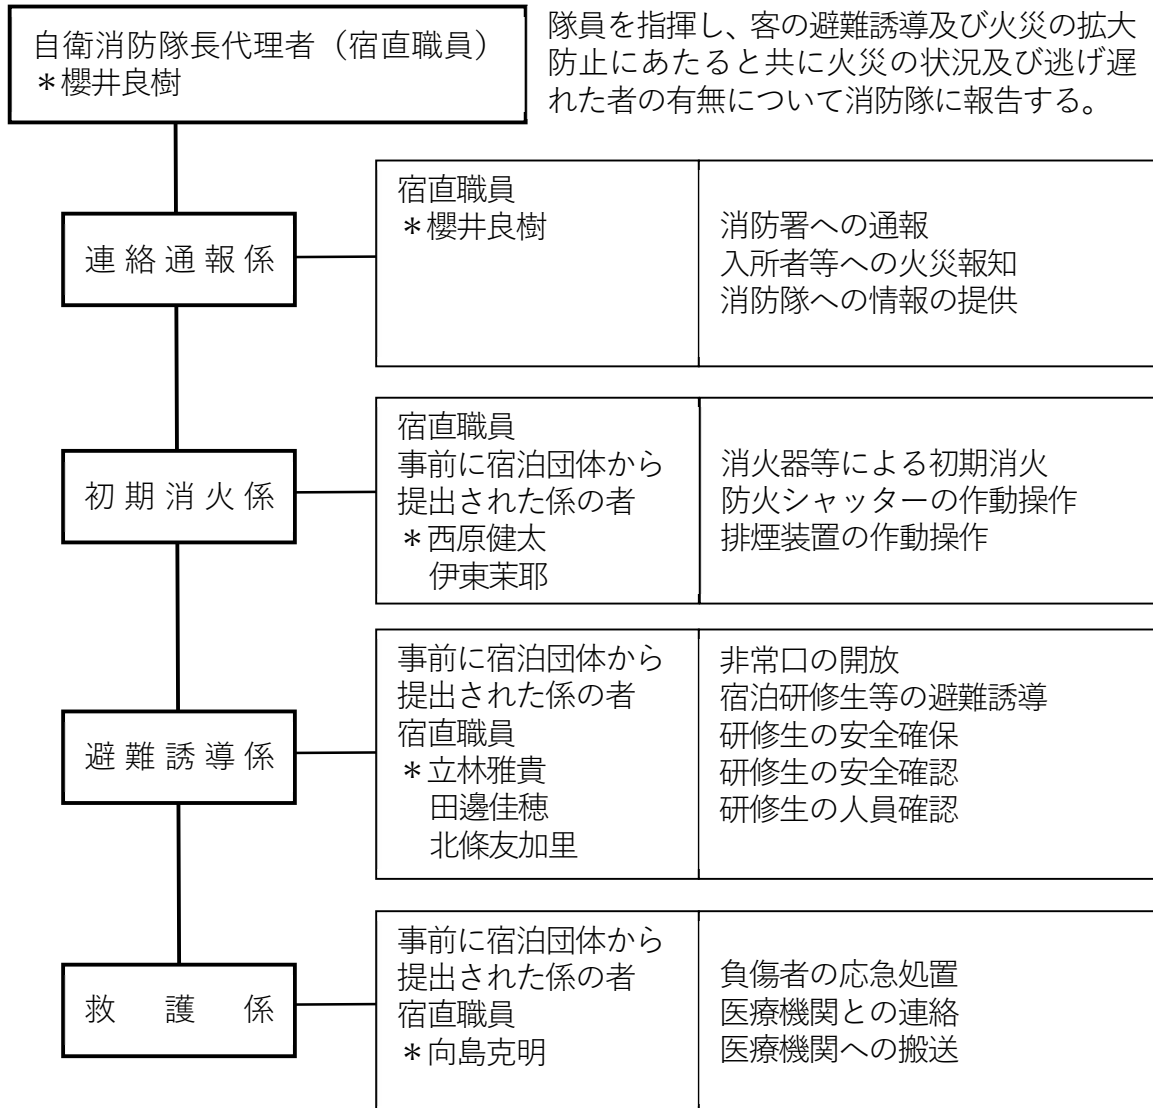 自衛消防隊長代理者（宿直職員）
＊櫻井良樹
隊員を指揮し、客の避難誘導及び火災の拡大
防止にあたると共に火災の状況及び逃げ遅
れた者の有無について消防隊に報告する。
連絡通報係
宿直職員
＊櫻井良樹
消防署への通報
入所者等への火災報知
消防隊への情報の提供
初期消火係
宿直職員
事前に宿泊団体から
提出された係の者
＊西原健太
伊東茉耶
消火器等による初期消火
防火シャッターの作動操作
排煙装置の作動操作
避難誘導係
事前に宿泊団体から
提出された係の者
宿直職員
＊立林雅貴
田邊佳穂
北條友加里
非常口の開放
宿泊研修生等の避難誘導
研修生の安全確保
研修生の安全確認
研修生の人員確認
救護係
事前に宿泊団体から
提出された係の者
宿直職員
＊向島克明
負傷者の応急処置
医療機関との連絡
医療機関への搬送